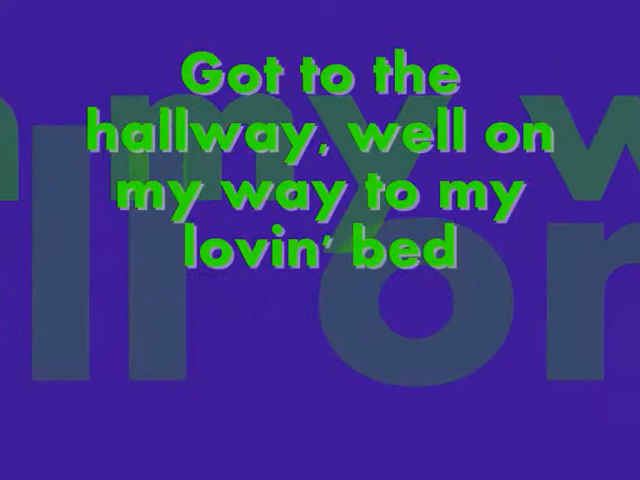 Got to the
hallway, well on
my way to my
lovin' bed